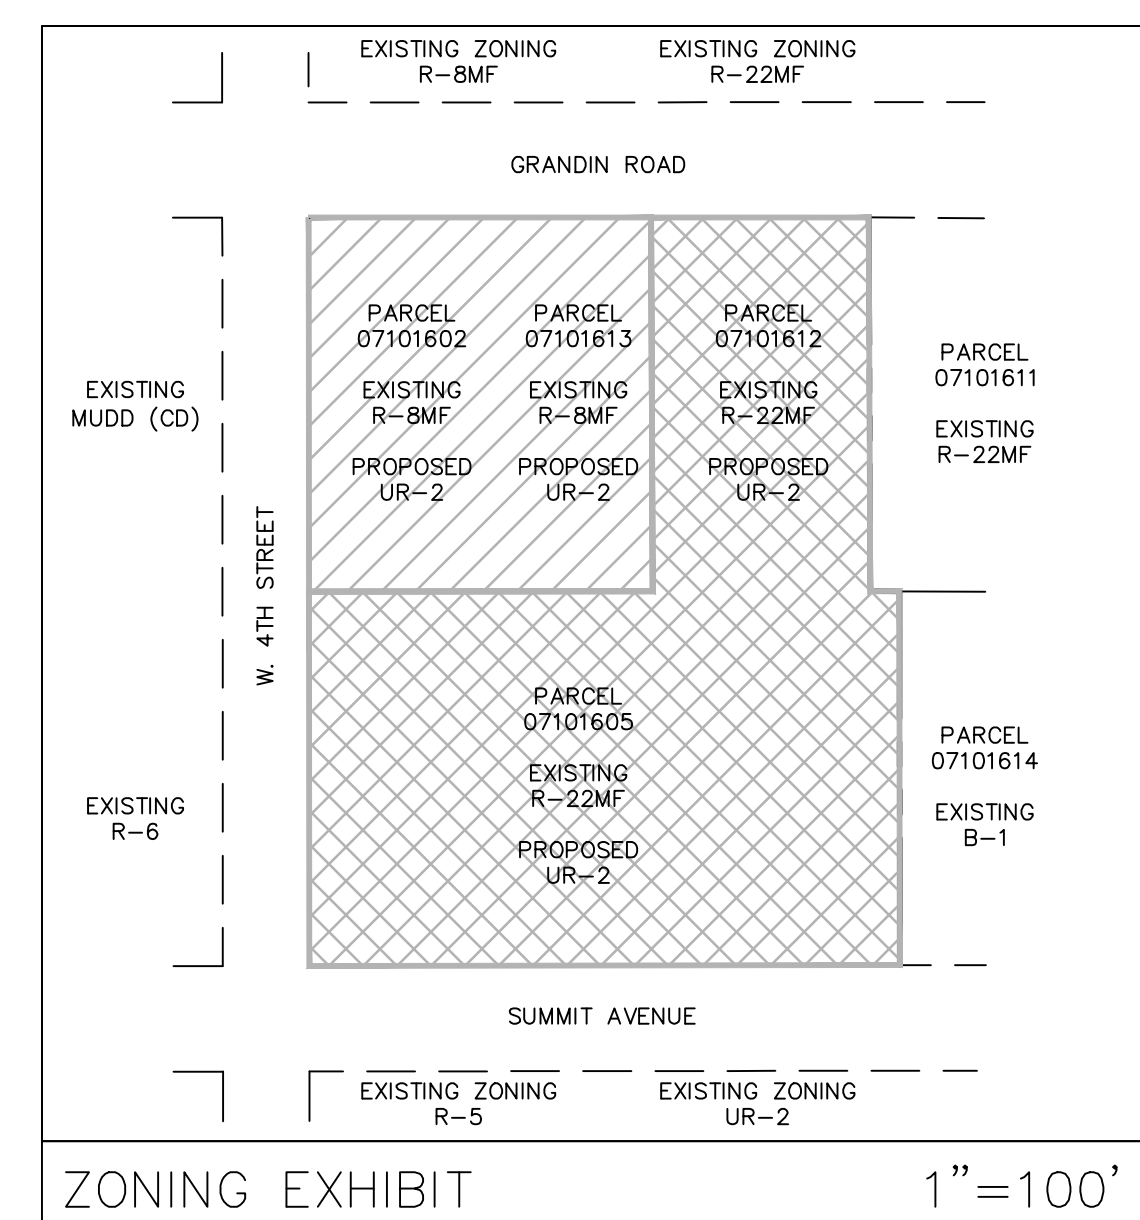 EXISTING ZONING
R-8MF
EXISTING ZONING
R-22MF
GRANDIN ROAD
PARCEL
07101602
EXISTING
R-8MF
PROPOSED
UR-2
PARCEL
07101613
EXISTING
R-8MF
PROPOSED
UR-2
PARCEL
07101612
EXISTING
R-22MF
PROPOSED
UR-2
PARCEL
07101611
EXISTING
R-22MF
EXISTING
MUDD (CD)
W. 4TH STREET
PARCEL
07101605
EXISTING
R-22MF
PROPOSED
UR-2
PARCEL
07101614
EXISTING
B-1
EXISTING
R-6
SUMMIT AVENUE
EXISTING ZONING
R-5
EXISTING ZONING
UR-2
ZONING EXHIBIT
1"=100'